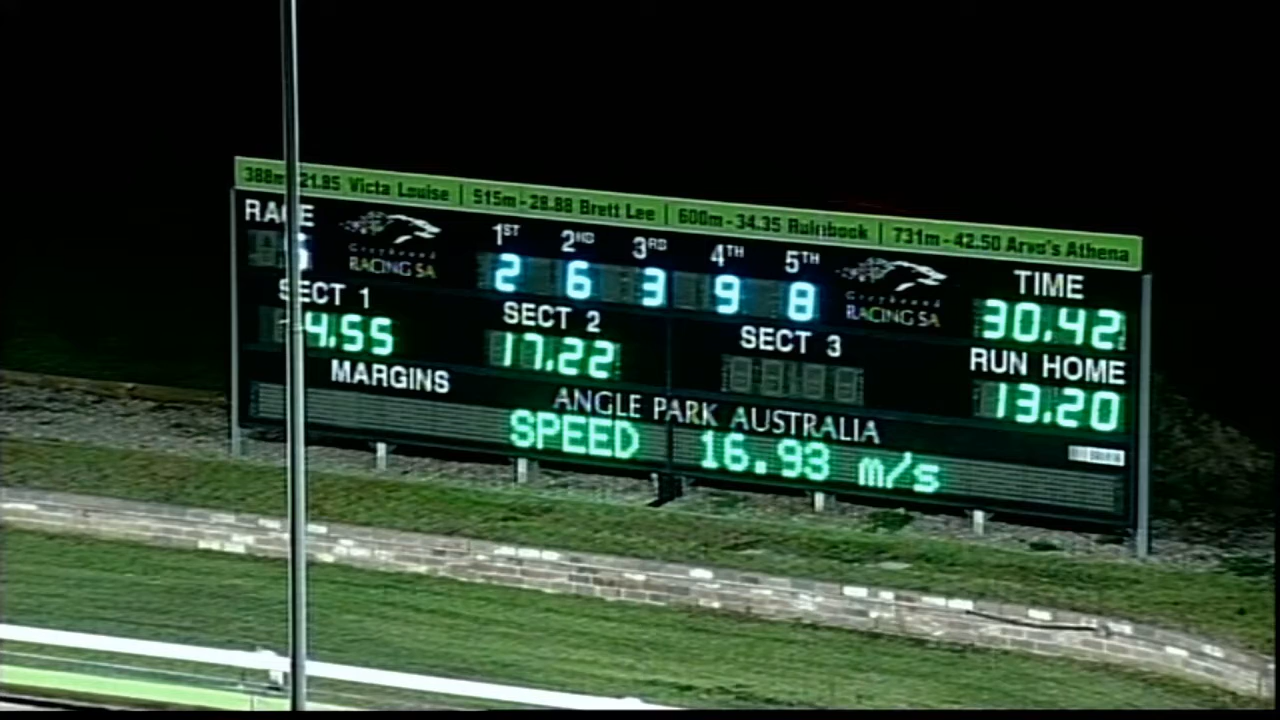 388m - 21.85 Victa Louise | 515m - 28.88 Brett Lee | 600m - 34.35 Rulebook | 731m - 42.50 Arvo's Athena
RACE
1ST 2ND 3RD 4TH 5TH
Greyhound RACING SA
2 6 3 9 8
Greyhound RACING SA
TIME
30.42
SECT 1
4.55
SECT 2
17.22
SECT 3
RUN HOME
13.20
MARGINS
ANGLE PARK AUSTRALIA
SPEED 16.93 m/s